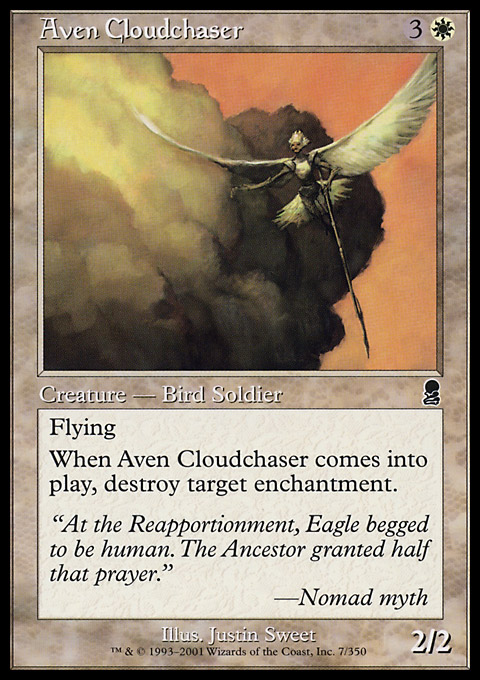 Aven Cloudchaser 3
Creature — Bird Soldier
Flying
When Aven Cloudchaser comes into
play, destroy target enchantment.
“At the Reapportionment, Eagle begged
to be human. The Ancestor granted half
that prayer.”
—Nomad myth
Illus. Justin Sweet
2/2
™ & © 1993–2001 Wizards of the Coast, Inc. 7/350